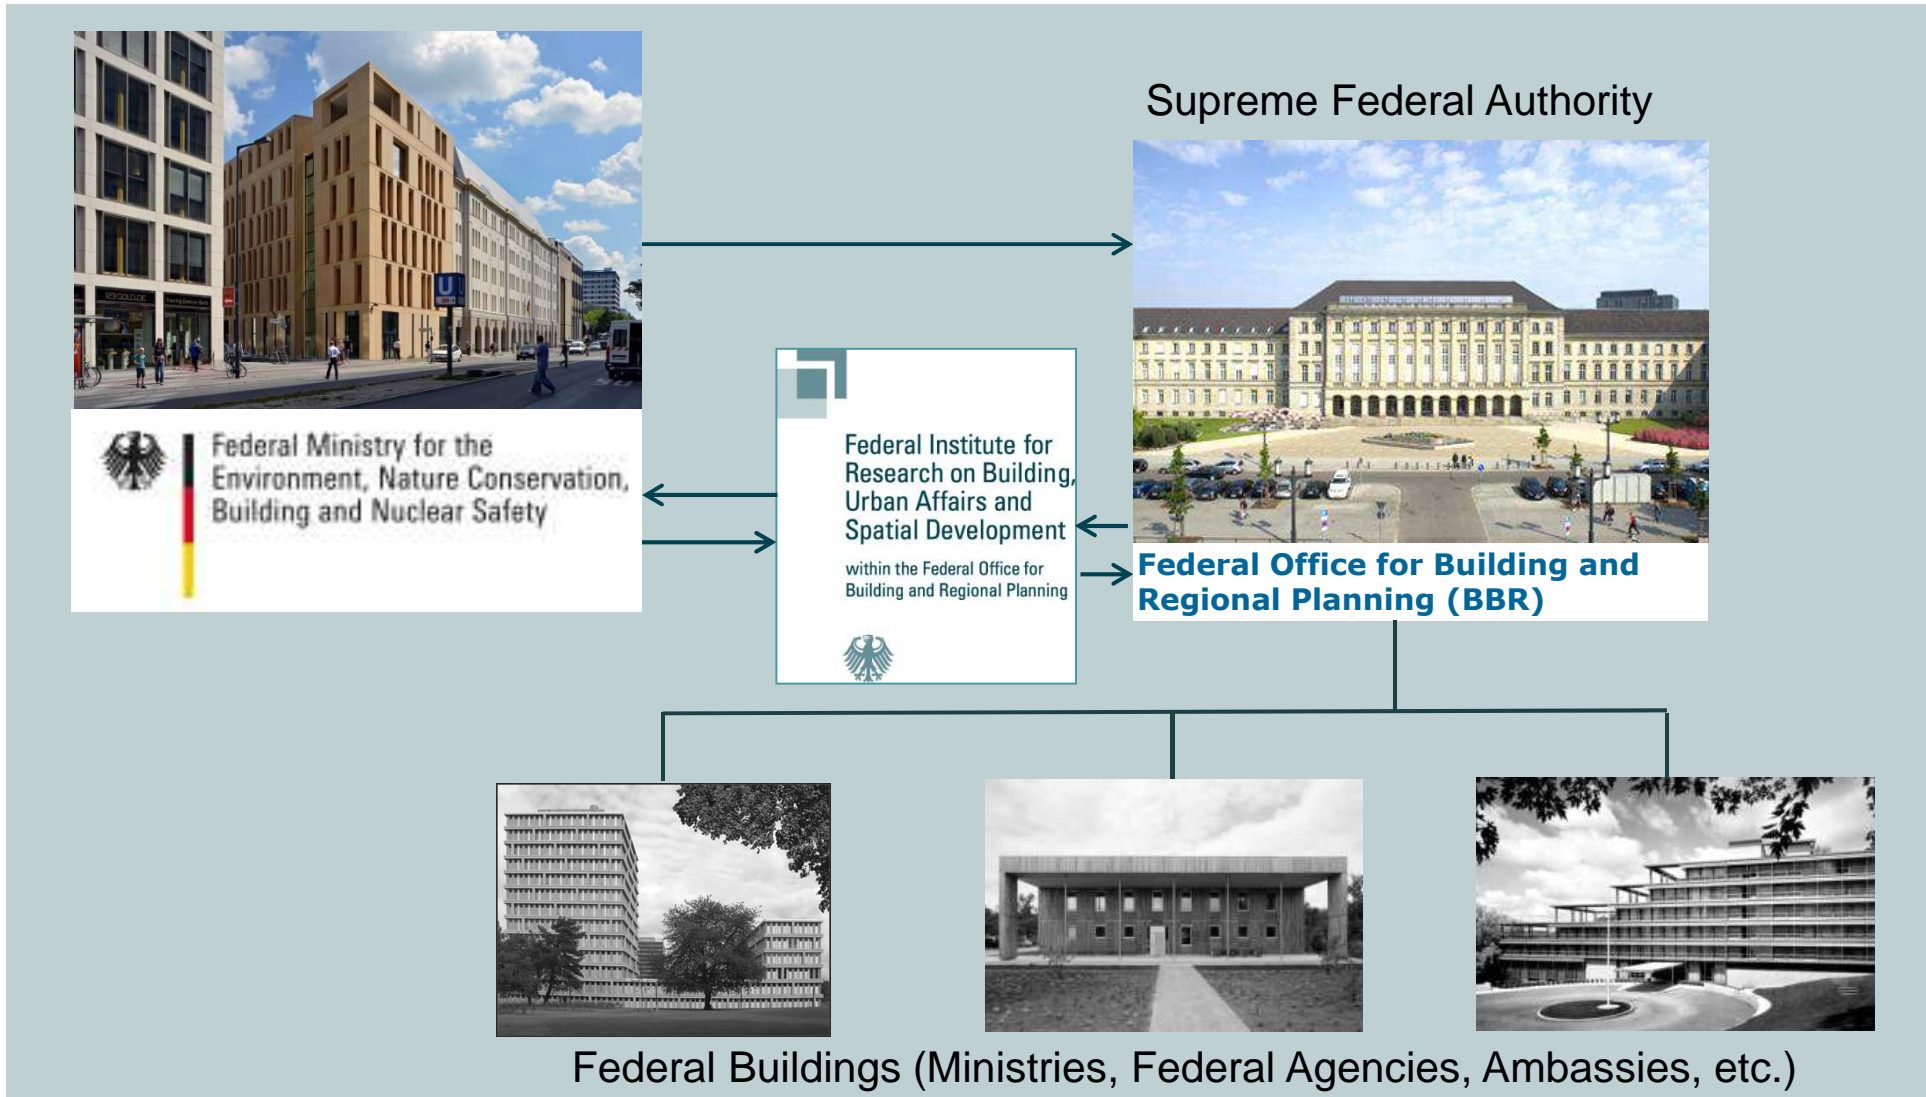 Supreme Federal Authority
U
Federal Ministry for the
Environment, Nature Conservation,
Building and Nuclear Safety
Federal Institute for
Research on Building,
Urban Affairs and
Spatial Development
within the Federal Office for
Building and Regional Planning
Federal Office for Building and
Regional Planning (BBR)
Federal Buildings (Ministries, Federal Agencies, Ambassies, etc.)